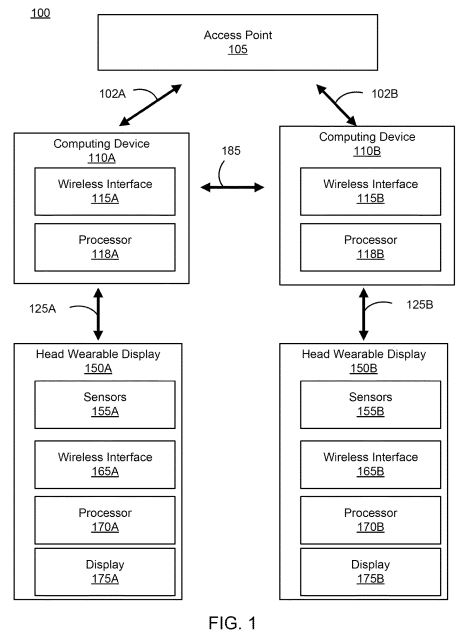 100
Access Point
105
102A
102B
Computing Device
110A
Wireless Interface
115A
Processor
118A
185
Computing Device
110B
Wireless Interface
115B
Processor
118B
125A
125B
Head Wearable Display
150A
Sensors
155A
Wireless Interface
165A
Processor
170A
Display
175A
Head Wearable Display
150B
Sensors
155B
Wireless Interface
165B
Processor
170B
Display
175B
FIG. 1